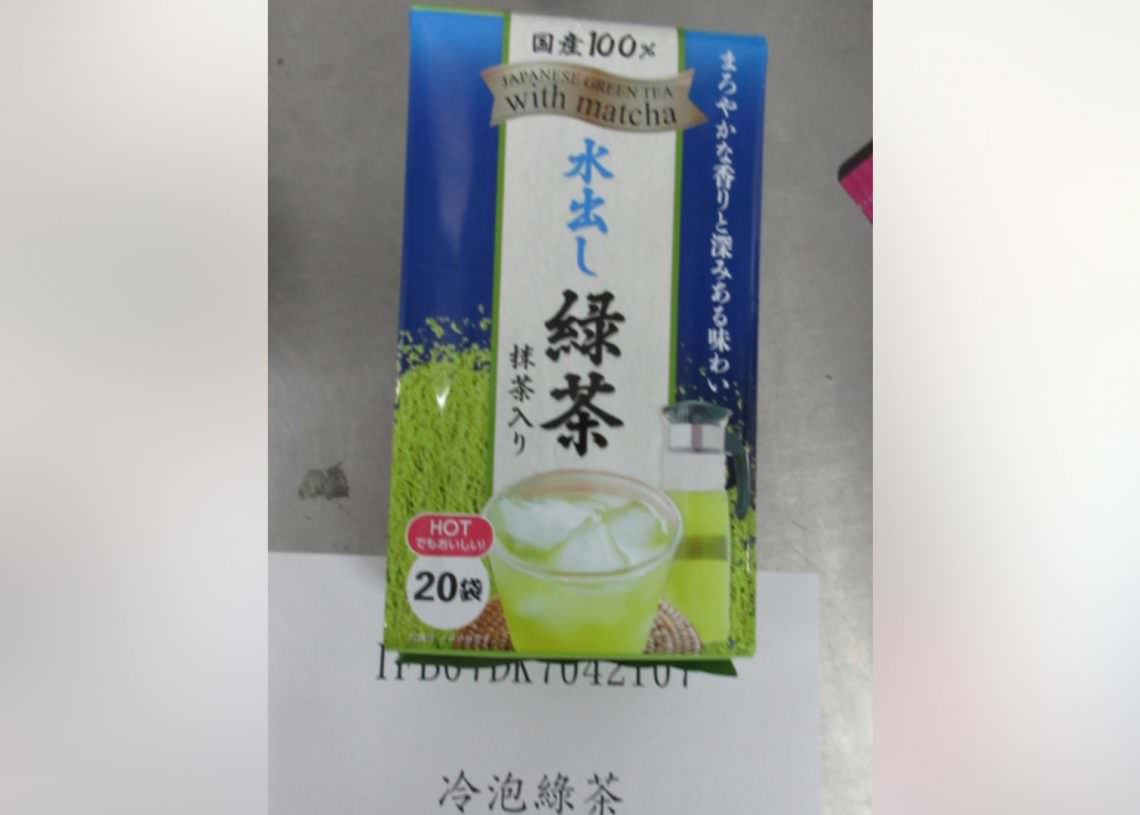 国産100%
JAPANESE GREEN TEA
with matcha
まろやかな香りと深みある味わい
水出し
緑茶
抹茶入り
HOT
でもおいしい!
20袋
冷泡綠茶